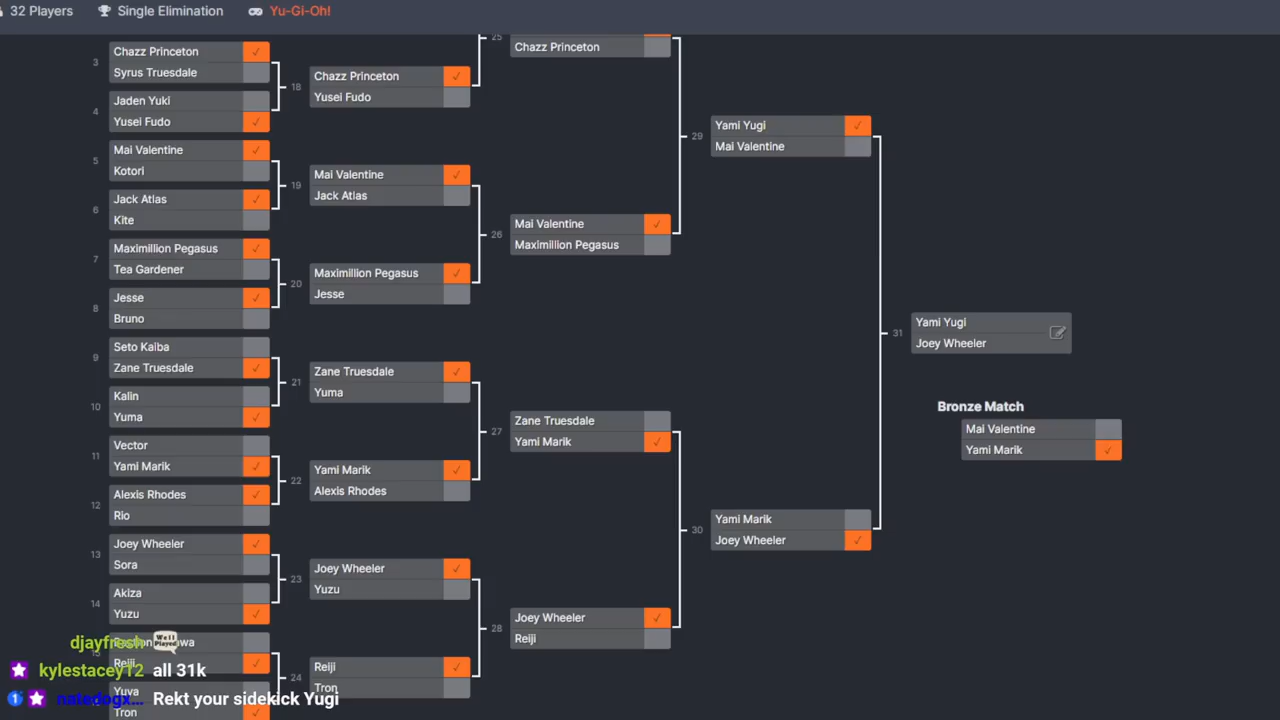 32 Players Single Elimination Yu-Gi-Oh!
25
Chazz Princeton
3
Chazz Princeton
Syrus Truesdale
18
Chazz Princeton
Yusel Fudo
4
Jaden Yuki
Yusei Fudo
29
Yami Yugi
Mai Valentine
5
Mai Valentine
Kotori
19
Mai Valentine
Jack Atlas
6
Jack Atlas
Kite
26
Mai Valentine
Maximillion Pegasus
7
Maximillion Pegasus
Tea Gardener
20
Maximillion Pegasus
Jesse
8
Jesse
Bruno
31
Yami Yugi
Joey Wheeler
9
Seto Kaiba
Zane Truesdale
21
Zane Truesdale
Yuma
10
Kalin
Yuma
Bronze Match
Mai Valentine
Yami Marik
27
Zane Truesdale
Yami Marik
11
Vector
Yami Marik
22
Yami Marik
Alexis Rhodes
12
Alexis Rhodes
Rio
30
Yami Marik
Joey Wheeler
13
Joey Wheeler
Sora
23
Joey Wheeler
Yuzu
14
Akiza
Yuzu
28
Joey Wheeler
Reiji
Reiji
24
Reiji
Tron
Yuya
Tron
djayfresh Well Played
kylestacey12 all 31k
natedogx... Rekt your sidekick Yugi